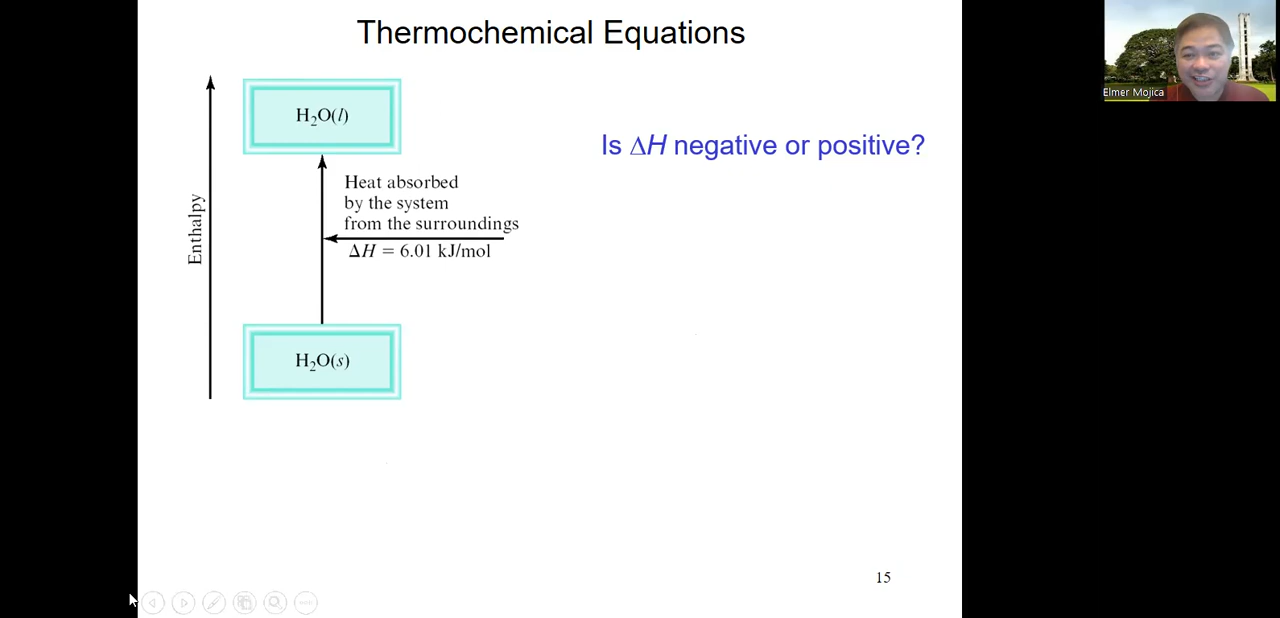 Thermochemical Equations
Elmer Mojica
H₂O(l)
Is ΔH negative or positive?
Heat absorbed
by the system
from the surroundings
ΔH = 6.01 kJ/mol
Enthalpy
H₂O(s)
15